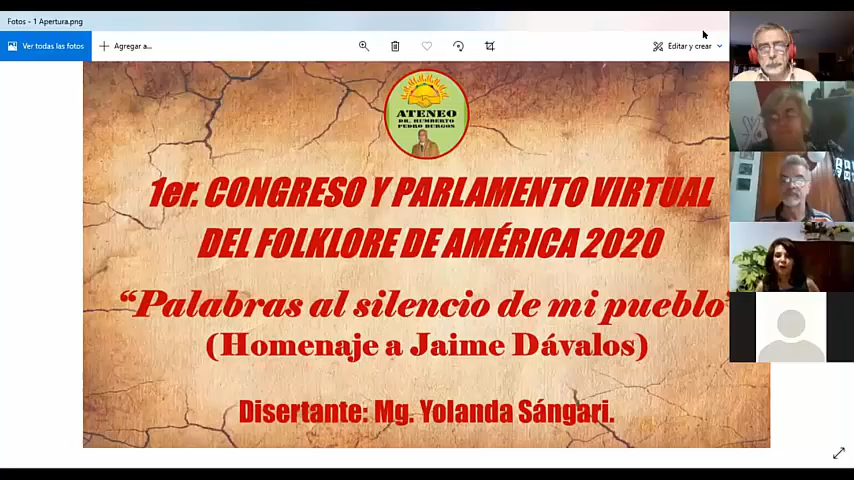 Fotos - 1 Apertura.png
Ver todas las fotos
Agregar a...
Editar y crear
ATENEO
DR. HUMBERTO
PEDRO BURGOS
1er. CONGRESO Y PARLAMENTO VIRTUAL
DEL FOLKLORE DE AMÉRICA 2020
“Palabras al silencio de mi pueblo”
(Homenaje a Jaime Dávalos)
Disertante: Mg. Yolanda Sángari.